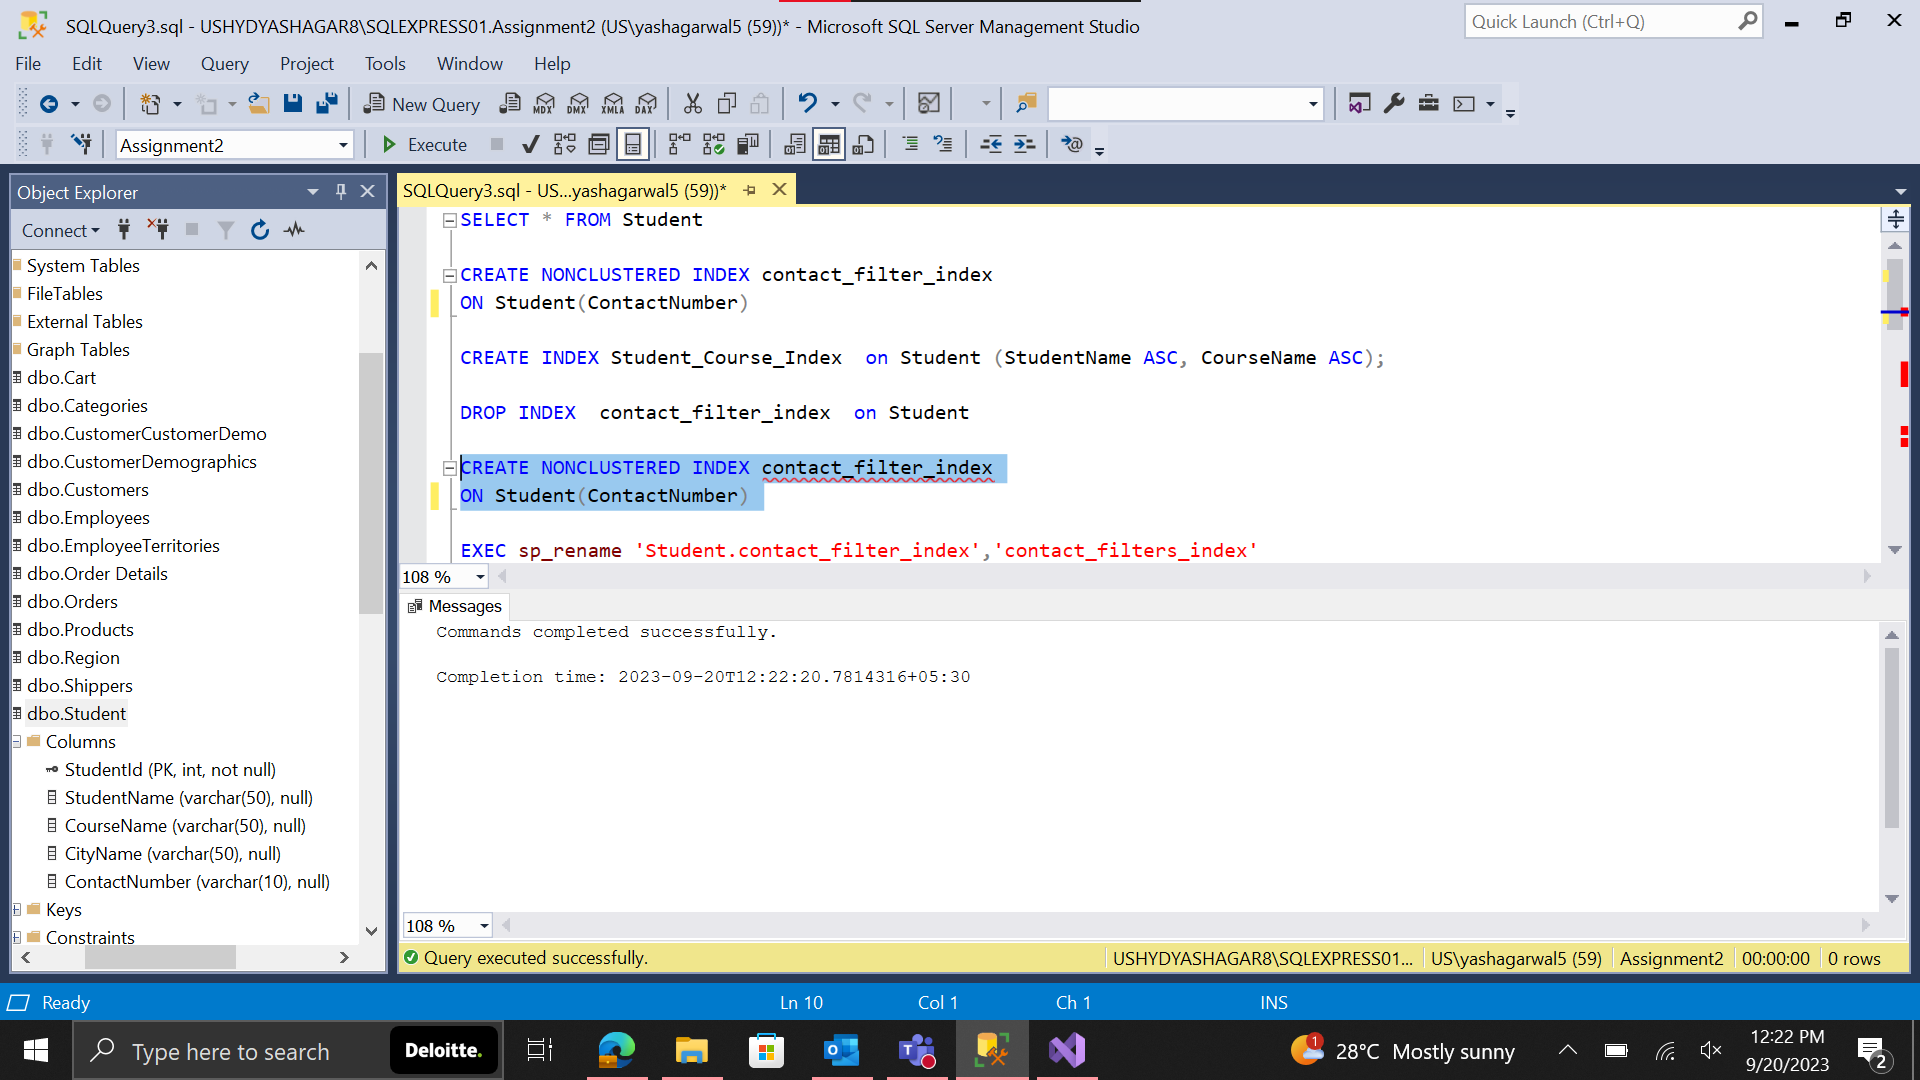 SQLQuery3.sql - USHYDYASHAGAR8\SQLEXPRESS01.Assignment2 (US\yashagarwal5 (59))* - Microsoft SQL Server Management Studio
Quick Launch (Ctrl+Q)
File Edit View Query Project Tools Window Help
New Query MDX DMX XMLA DAX
Assignment2 Execute
Object Explorer
Connect
System Tables
FileTables
External Tables
Graph Tables
dbo.Cart
dbo.Categories
dbo.CustomerCustomerDemo
dbo.CustomerDemographics
dbo.Customers
dbo.Employees
dbo.EmployeeTerritories
dbo.Order Details
dbo.Orders
dbo.Products
dbo.Region
dbo.Shippers
dbo.Student
Columns
StudentId (PK, int, not null)
StudentName (varchar(50), null)
CourseName (varchar(50), null)
CityName (varchar(50), null)
ContactNumber (varchar(10), null)
Keys
Constraints
SQLQuery3.sql - US...yashagarwal5 (59))*
SELECT * FROM Student
CREATE NONCLUSTERED INDEX contact_filter_index
ON Student(ContactNumber)
CREATE INDEX Student_Course_Index  on Student (StudentName ASC, CourseName ASC);
DROP INDEX  contact_filter_index  on Student
CREATE NONCLUSTERED INDEX contact_filter_index
ON Student(ContactNumber)
EXEC sp_rename 'Student.contact_filter_index','contact_filters_index'
108 %
Messages
Commands completed successfully.
Completion time: 2023-09-20T12:22:20.7814316+05:30
108 %
Query executed successfully. USHYDYASHAGAR8\SQLEXPRESS01... US\yashagarwal5 (59) Assignment2 00:00:00 0 rows
Ready Ln 10 Col 1 Ch 1 INS
Type here to search Deloitte. 1 28°C Mostly sunny 12:22 PM
9/20/2023 2